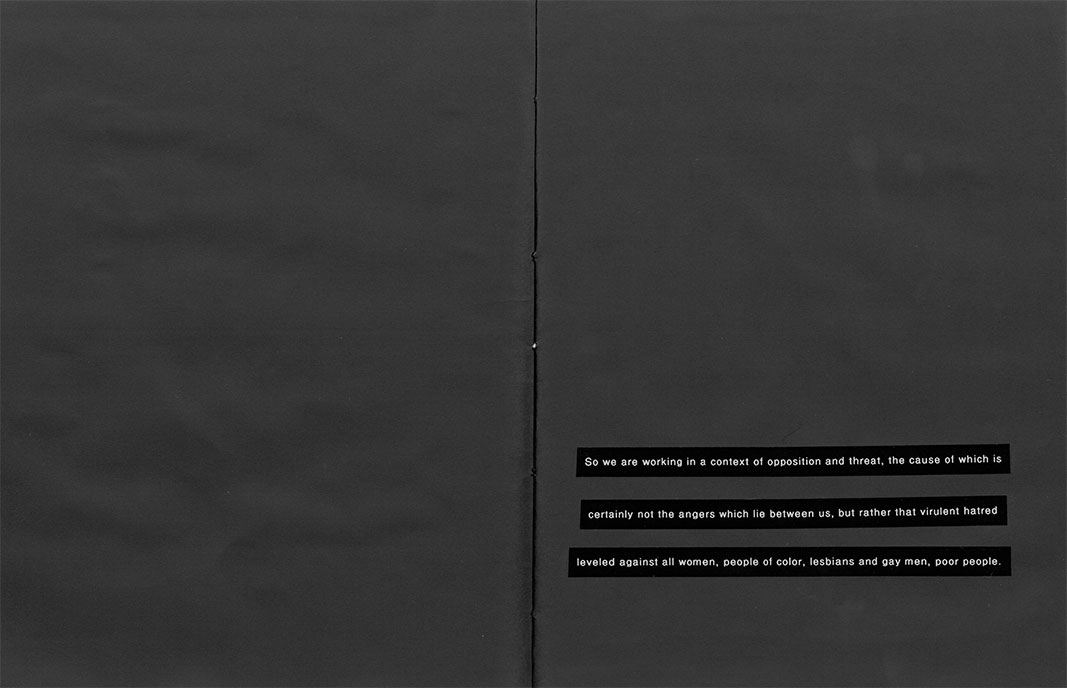 So we are working in a context of opposition and threat, the cause of which is
certainly not the angers which lie between us, but rather that virulent hatred
leveled against all women, people of color, lesbians and gay men, poor people.